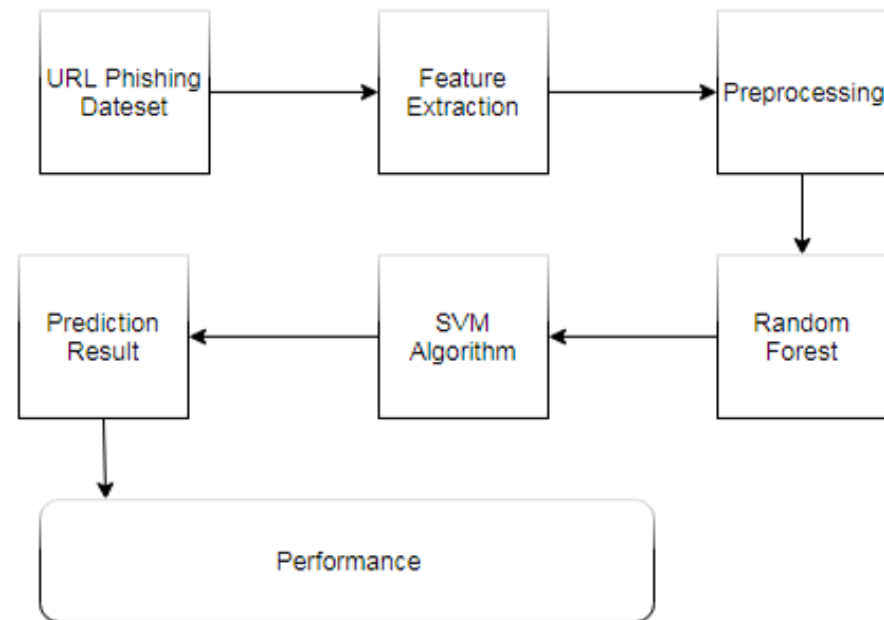 URL Phishing
Dateset
Feature
Extraction
Preprocessing
Prediction
Result
SVM
Algorithm
Random
Forest
Performance